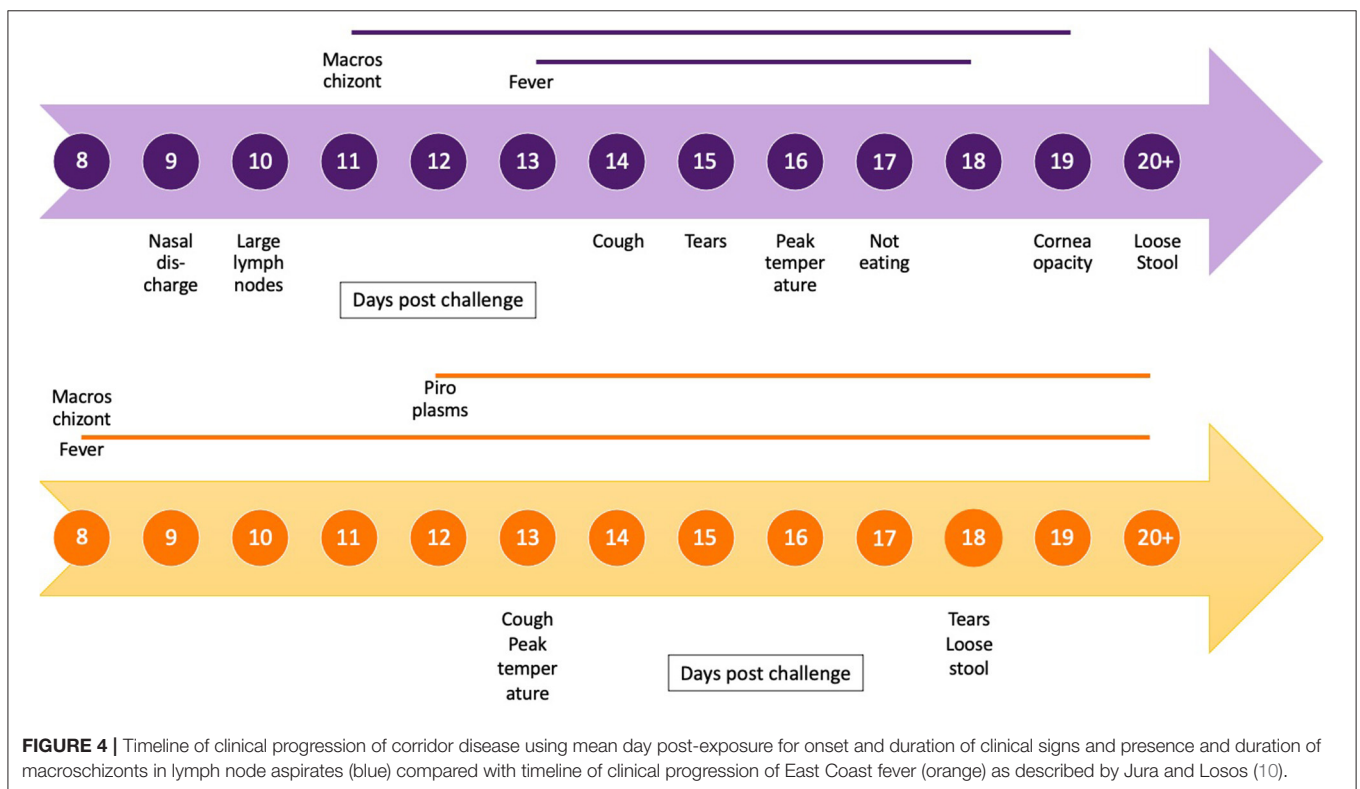 Macros
chizont
Fever
8 9 10 11 12 13 14 15 16 17 18 19 20+
Nasal
dis-
charge
Large
lymph
nodes
Cough
Tears
Peak
temper
ature
Not
eating
Cornea
opacity
Loose
Stool
Days post challenge
Macros
chizont
Fever
Piro
plasms
8 9 10 11 12 13 14 15 16 17 18 19 20+
Cough
Peak
temper
ature
Tears
Loose
stool
Days post challenge
FIGURE 4 | Timeline of clinical progression of corridor disease using mean day post-exposure for onset and duration of clinical signs and presence and duration of
macroschizonts in lymph node aspirates (blue) compared with timeline of clinical progression of East Coast fever (orange) as described by Jura and Losos (10).